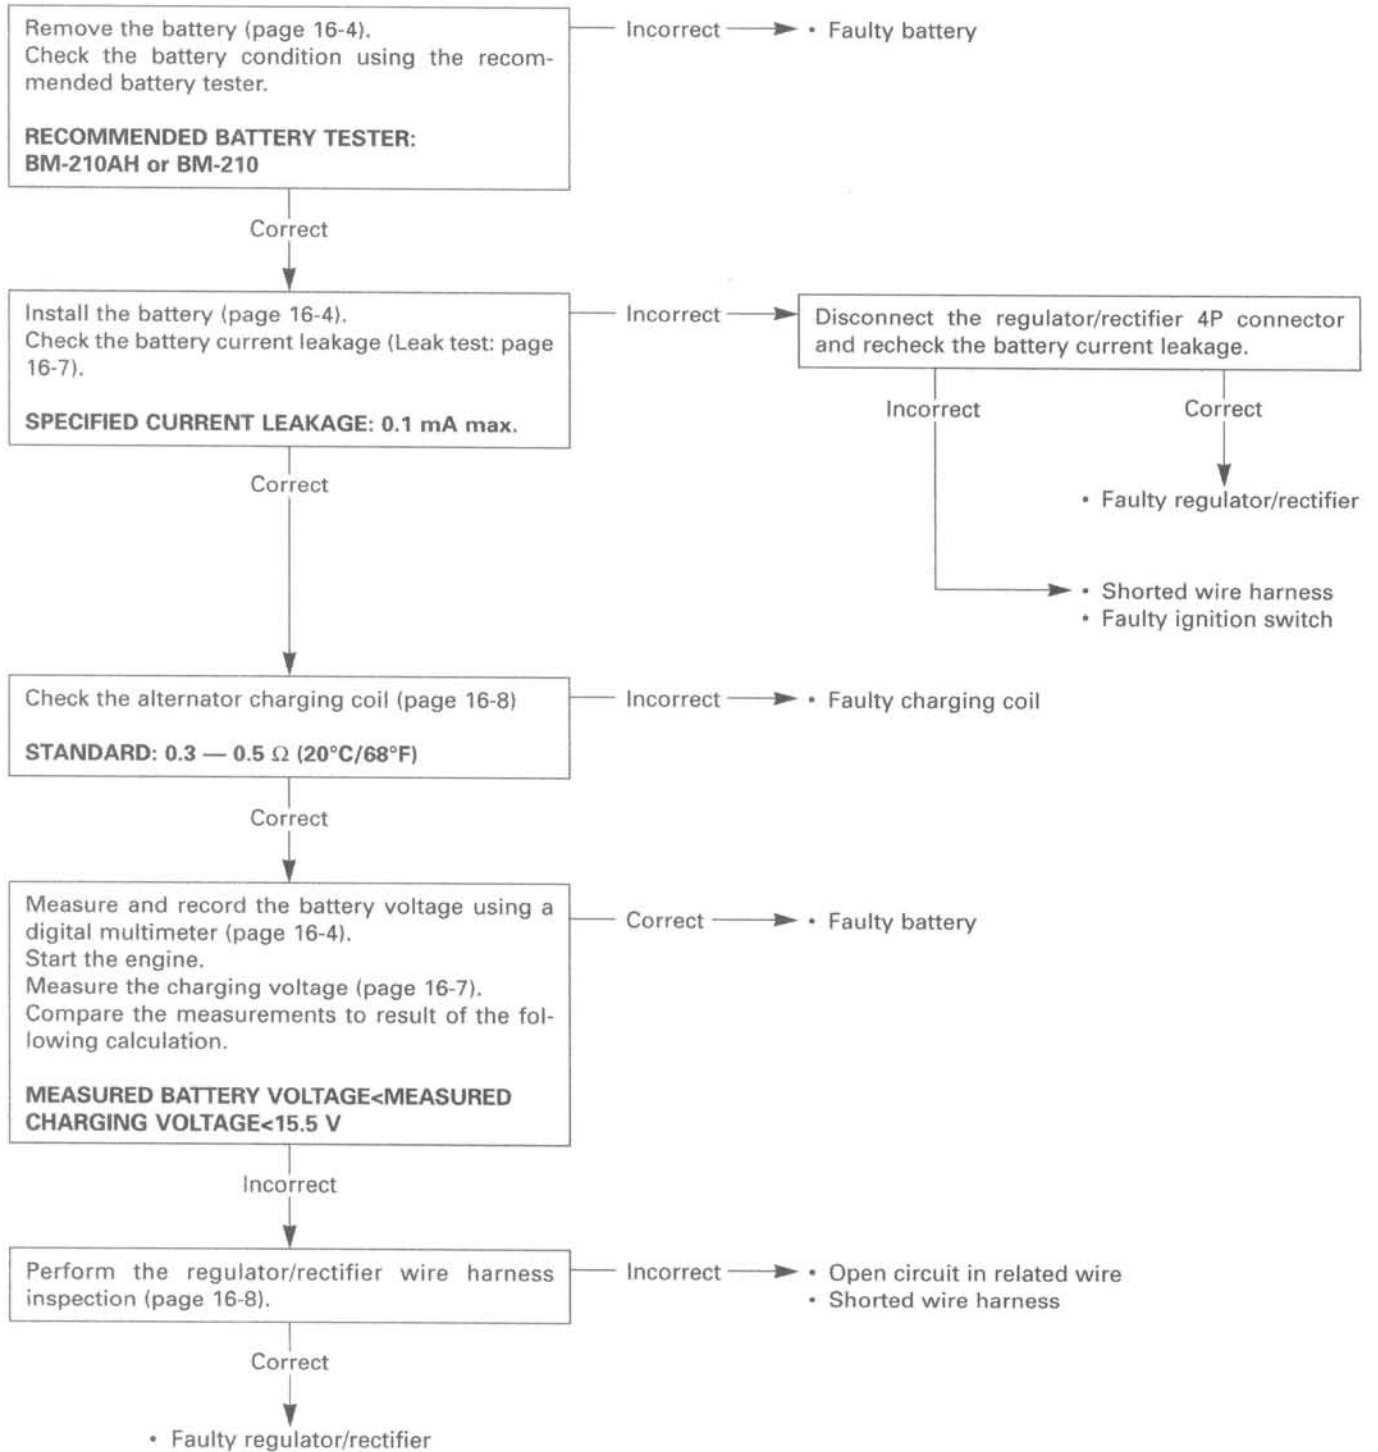 Remove the battery (page 16-4).
Check the battery condition using the recom-
mended battery tester.
RECOMMENDED BATTERY TESTER:
BM-210AH or BM-210
Incorrect
• Faulty battery
Correct
Install the battery (page 16-4).
Check the battery current leakage (Leak test: page
16-7).
SPECIFIED CURRENT LEAKAGE: 0.1 mA max.
Incorrect
Disconnect the regulator/rectifier 4P connector
and recheck the battery current leakage.
Incorrect
Correct
• Faulty regulator/rectifier
• Shorted wire harness
• Faulty ignition switch
Correct
Check the alternator charging coil (page 16-8)
STANDARD: 0.3 — 0.5 Ω (20°C/68°F)
Incorrect
• Faulty charging coil
Correct
Measure and record the battery voltage using a
digital multimeter (page 16-4).
Start the engine.
Measure the charging voltage (page 16-7).
Compare the measurements to result of the fol-
lowing calculation.
MEASURED BATTERY VOLTAGE<MEASURED
CHARGING VOLTAGE<15.5 V
Correct
• Faulty battery
Incorrect
Perform the regulator/rectifier wire harness
inspection (page 16-8).
Incorrect
• Open circuit in related wire
• Shorted wire harness
Correct
• Faulty regulator/rectifier